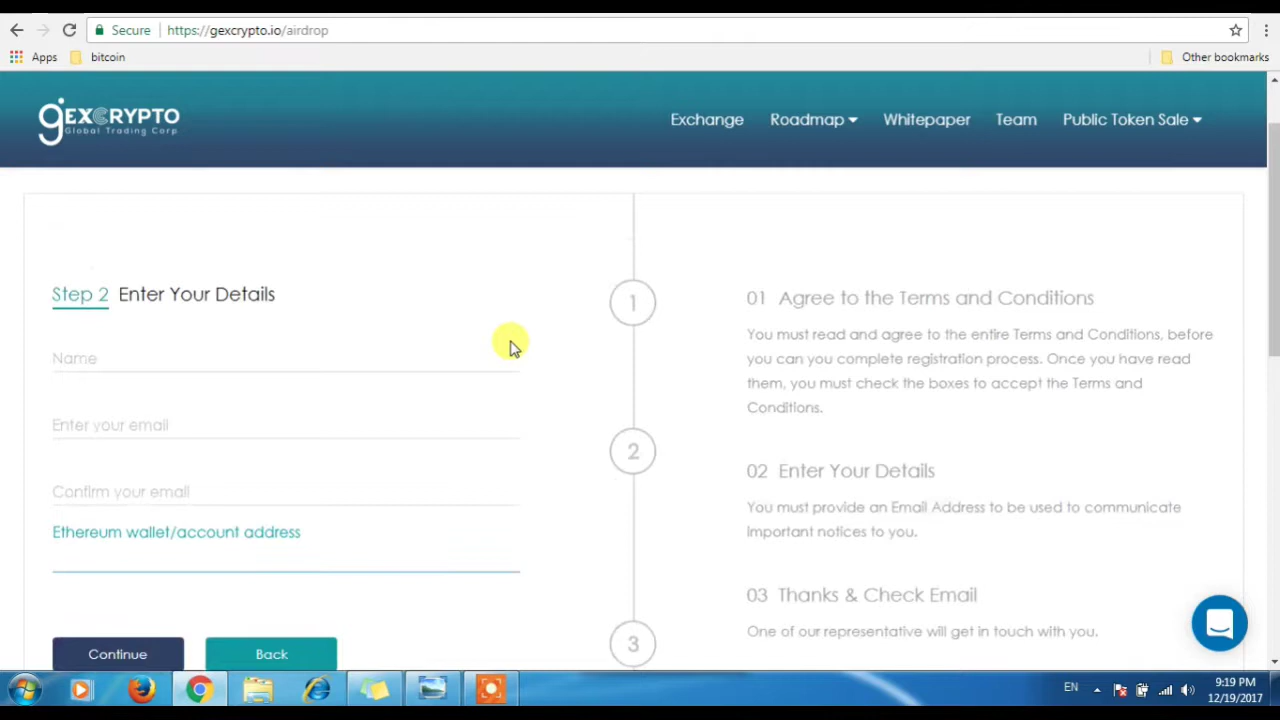 Secure https://gexcrypto.io/airdrop
Apps bitcoin Other bookmarks
gEXCRYPTO
Global Trading Corp
Exchange Roadmap Whitepaper Team Public Token Sale
Step 2 Enter Your Details
Name
Enter your email
Confirm your email
Ethereum wallet/account address
Continue Back
1
2
3
01 Agree to the Terms and Conditions
You must read and agree to the entire Terms and Conditions, before
you can you complete registration process. Once you have read
them, you must check the boxes to accept the Terms and
Conditions.
02 Enter Your Details
You must provide an Email Address to be used to communicate
important notices to you.
03 Thanks & Check Email
One of our representative will get in touch with you.
EN
9:19 PM
12/19/2017